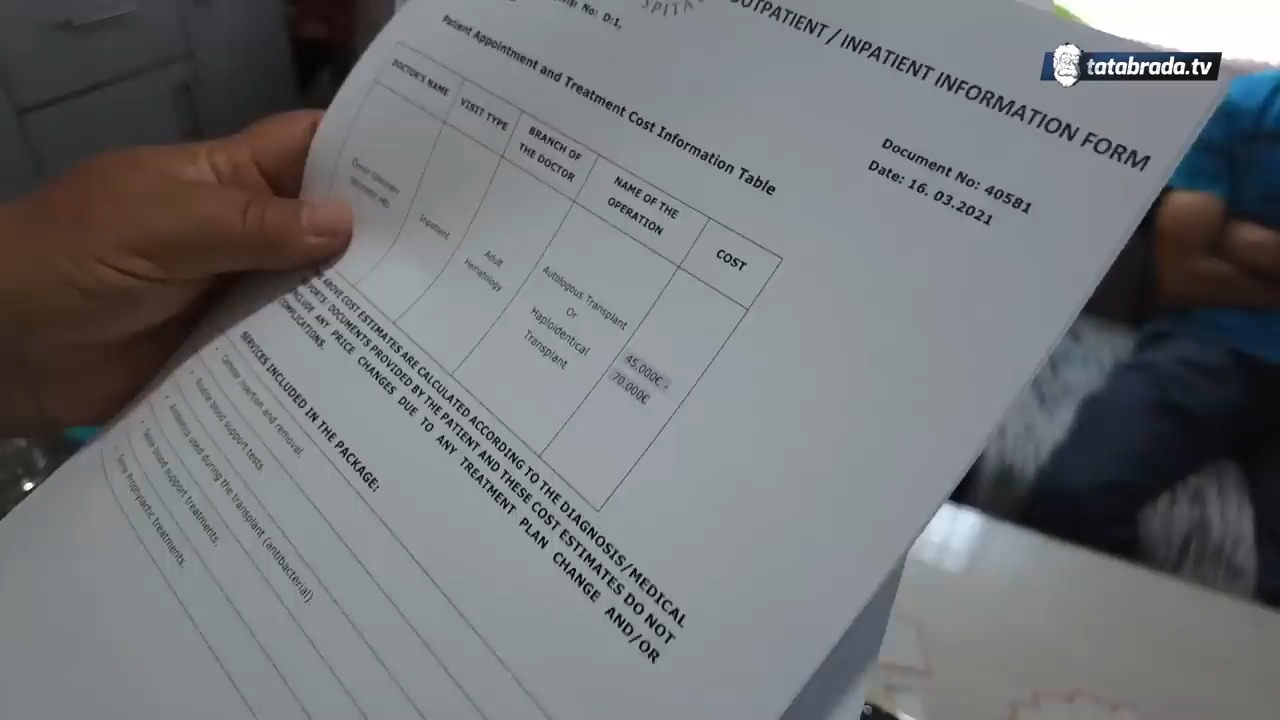 tatabrada.tv
SPITA
No: D:1,
OUTPATIENT / INPATIENT INFORMATION FORM
Document No: 40581
Date: 16. 03.2021
Patient Appointment and Treatment Cost Information Table
DOCTOR'S NAME
VISIT TYPE
BRANCH OF
THE DOCTOR
NAME OF THE
OPERATION
COST
Inpatient
Adult
Hematology
Autologous Transplant
Or
Haploidentical
Transplant
45.000€ -
70.000€
ABOVE COST ESTIMATES ARE CALCULATED ACCORDING TO THE DIAGNOSIS/MEDICAL
DOCUMENTS PROVIDED BY THE PATIENT AND THESE COST ESTIMATES DO NOT
INCLUDE ANY PRICE CHANGES DUE TO ANY TREATMENT PLAN CHANGE AND/OR
COMPLICATIONS.
SERVICES INCLUDED IN THE PACKAGE:
insertion and removal.
blood support tests.
used during the transplant (antibacterial).
blood support treatments.
Prophylactic treatments.